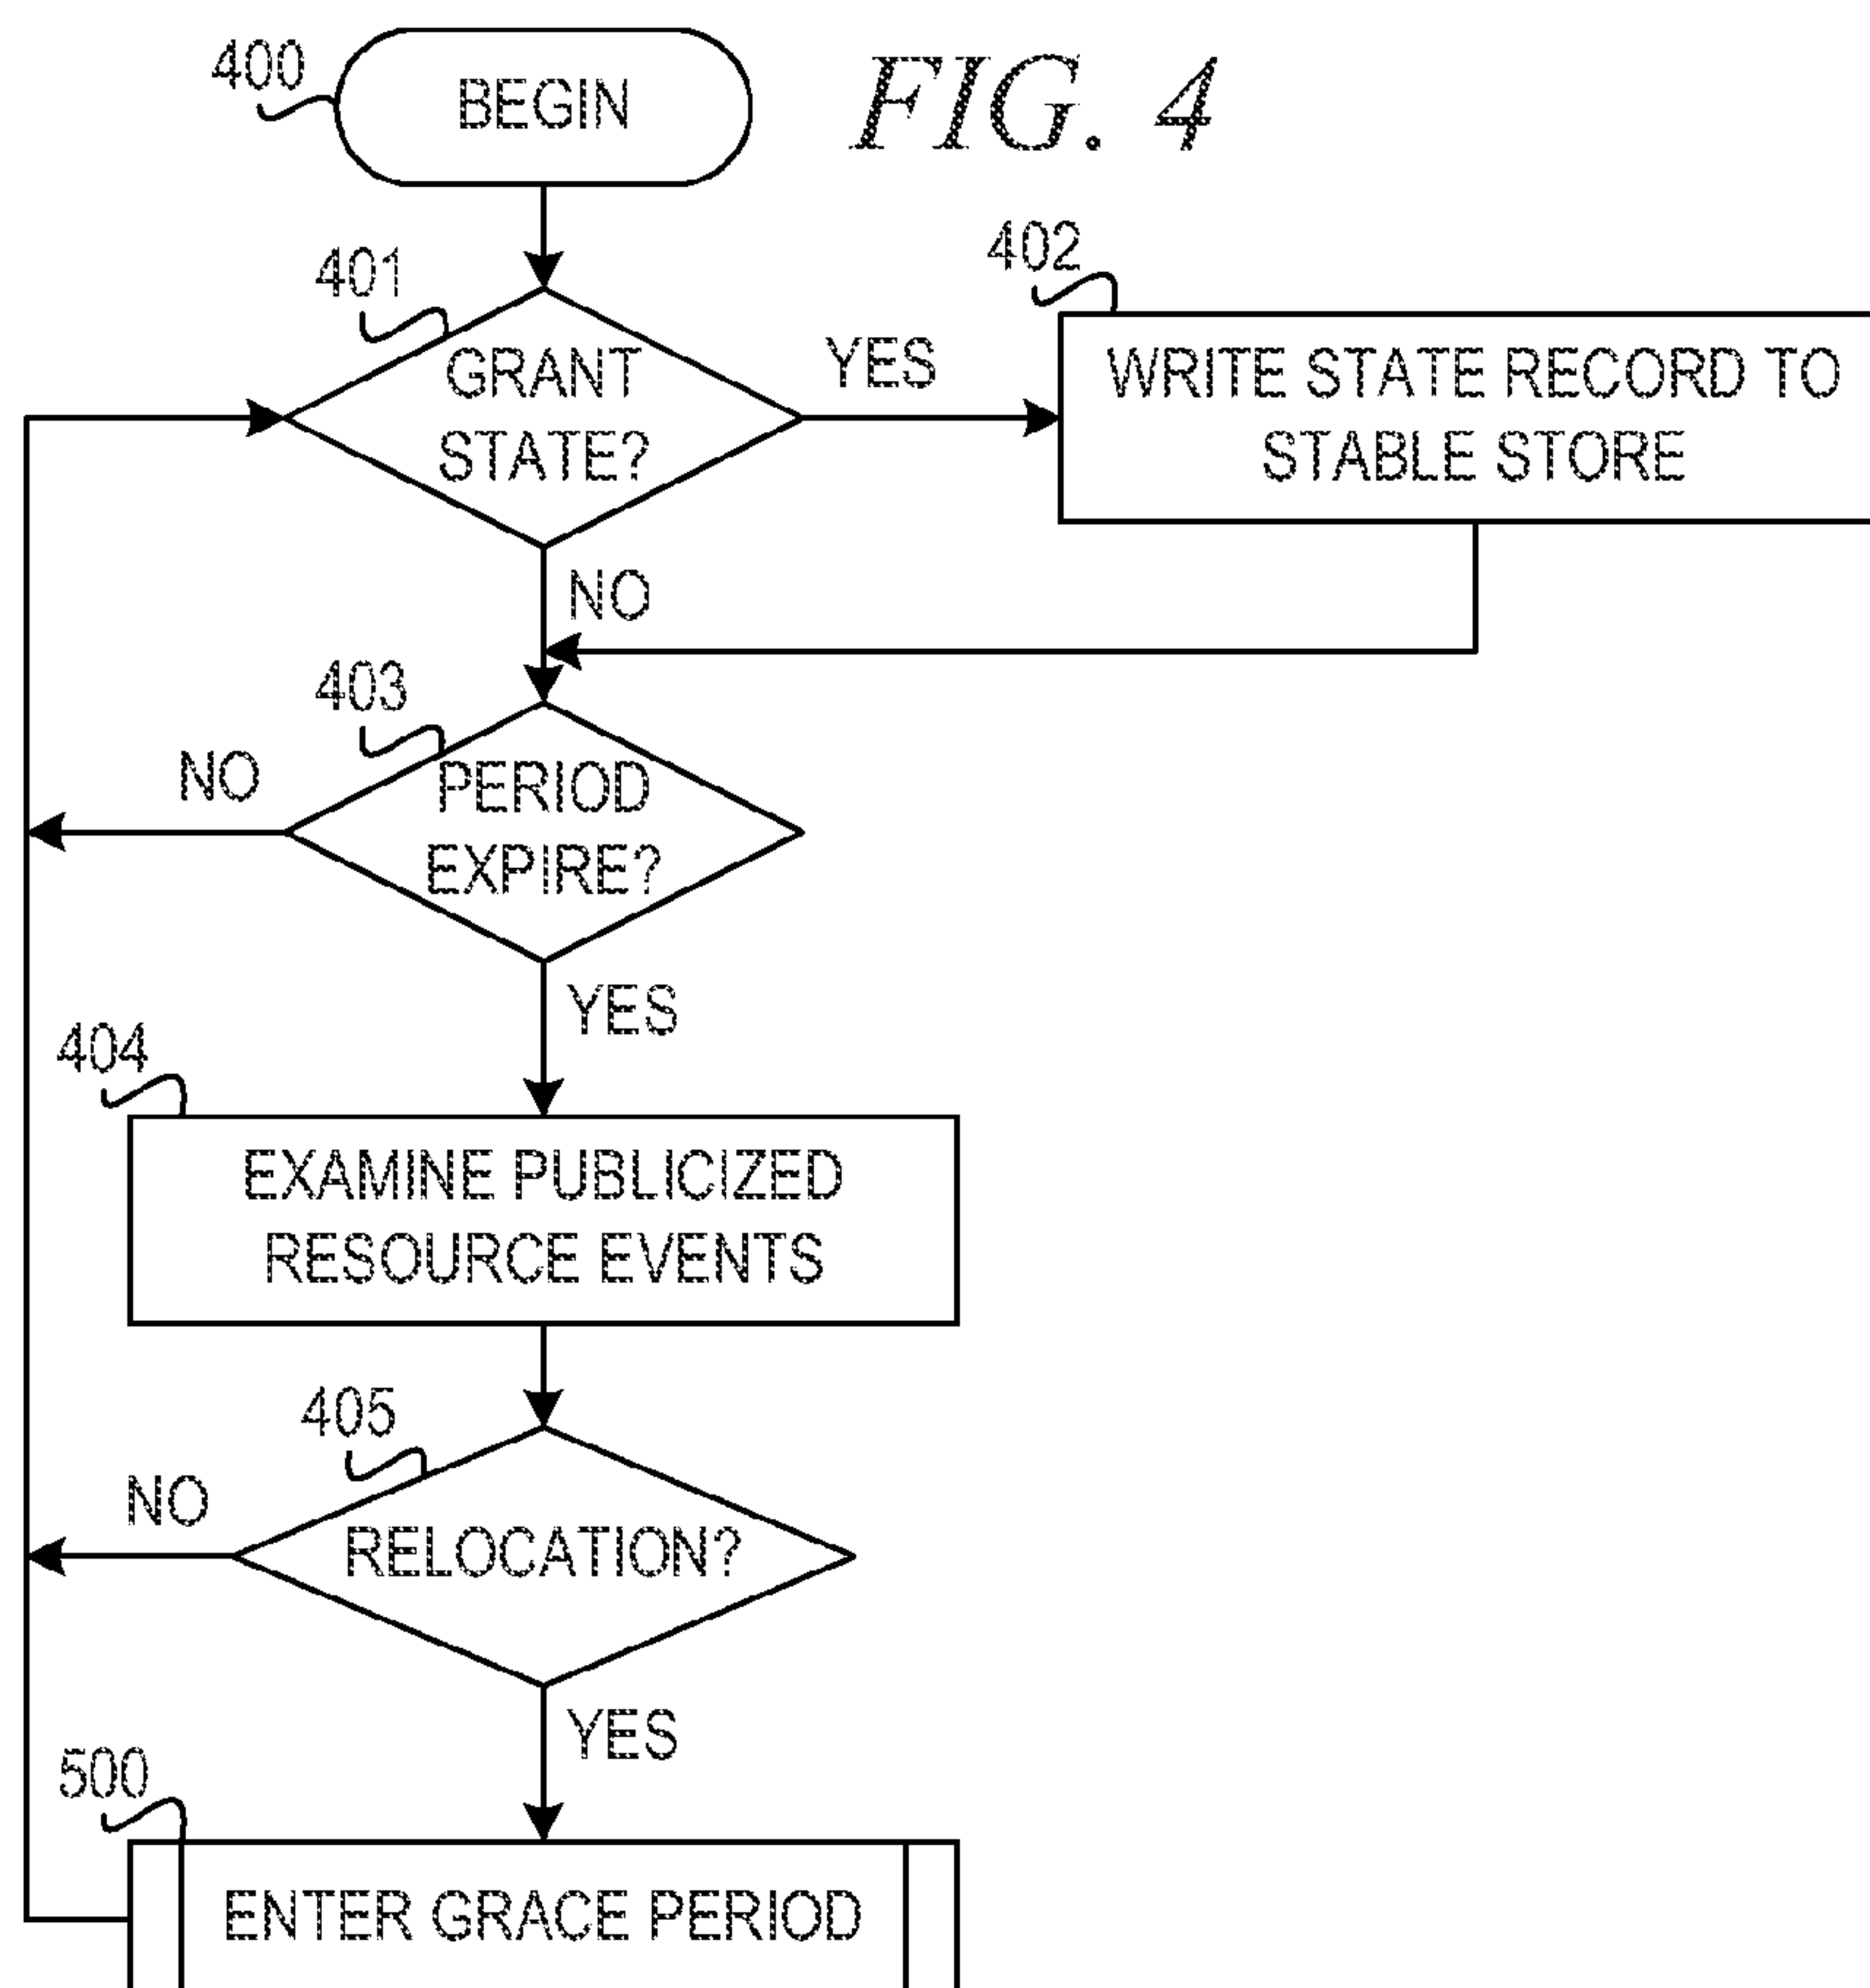 400
BEGIN
FIG. 4
401
GRANT
STATE?
YES
402
WRITE STATE RECORD TO
STABLE STORE
NO
403
PERIOD
EXPIRE?
NO
YES
404
EXAMINE PUBLICIZED
RESOURCE EVENTS
405
RELOCATION?
NO
YES
500
ENTER GRACE PERIOD